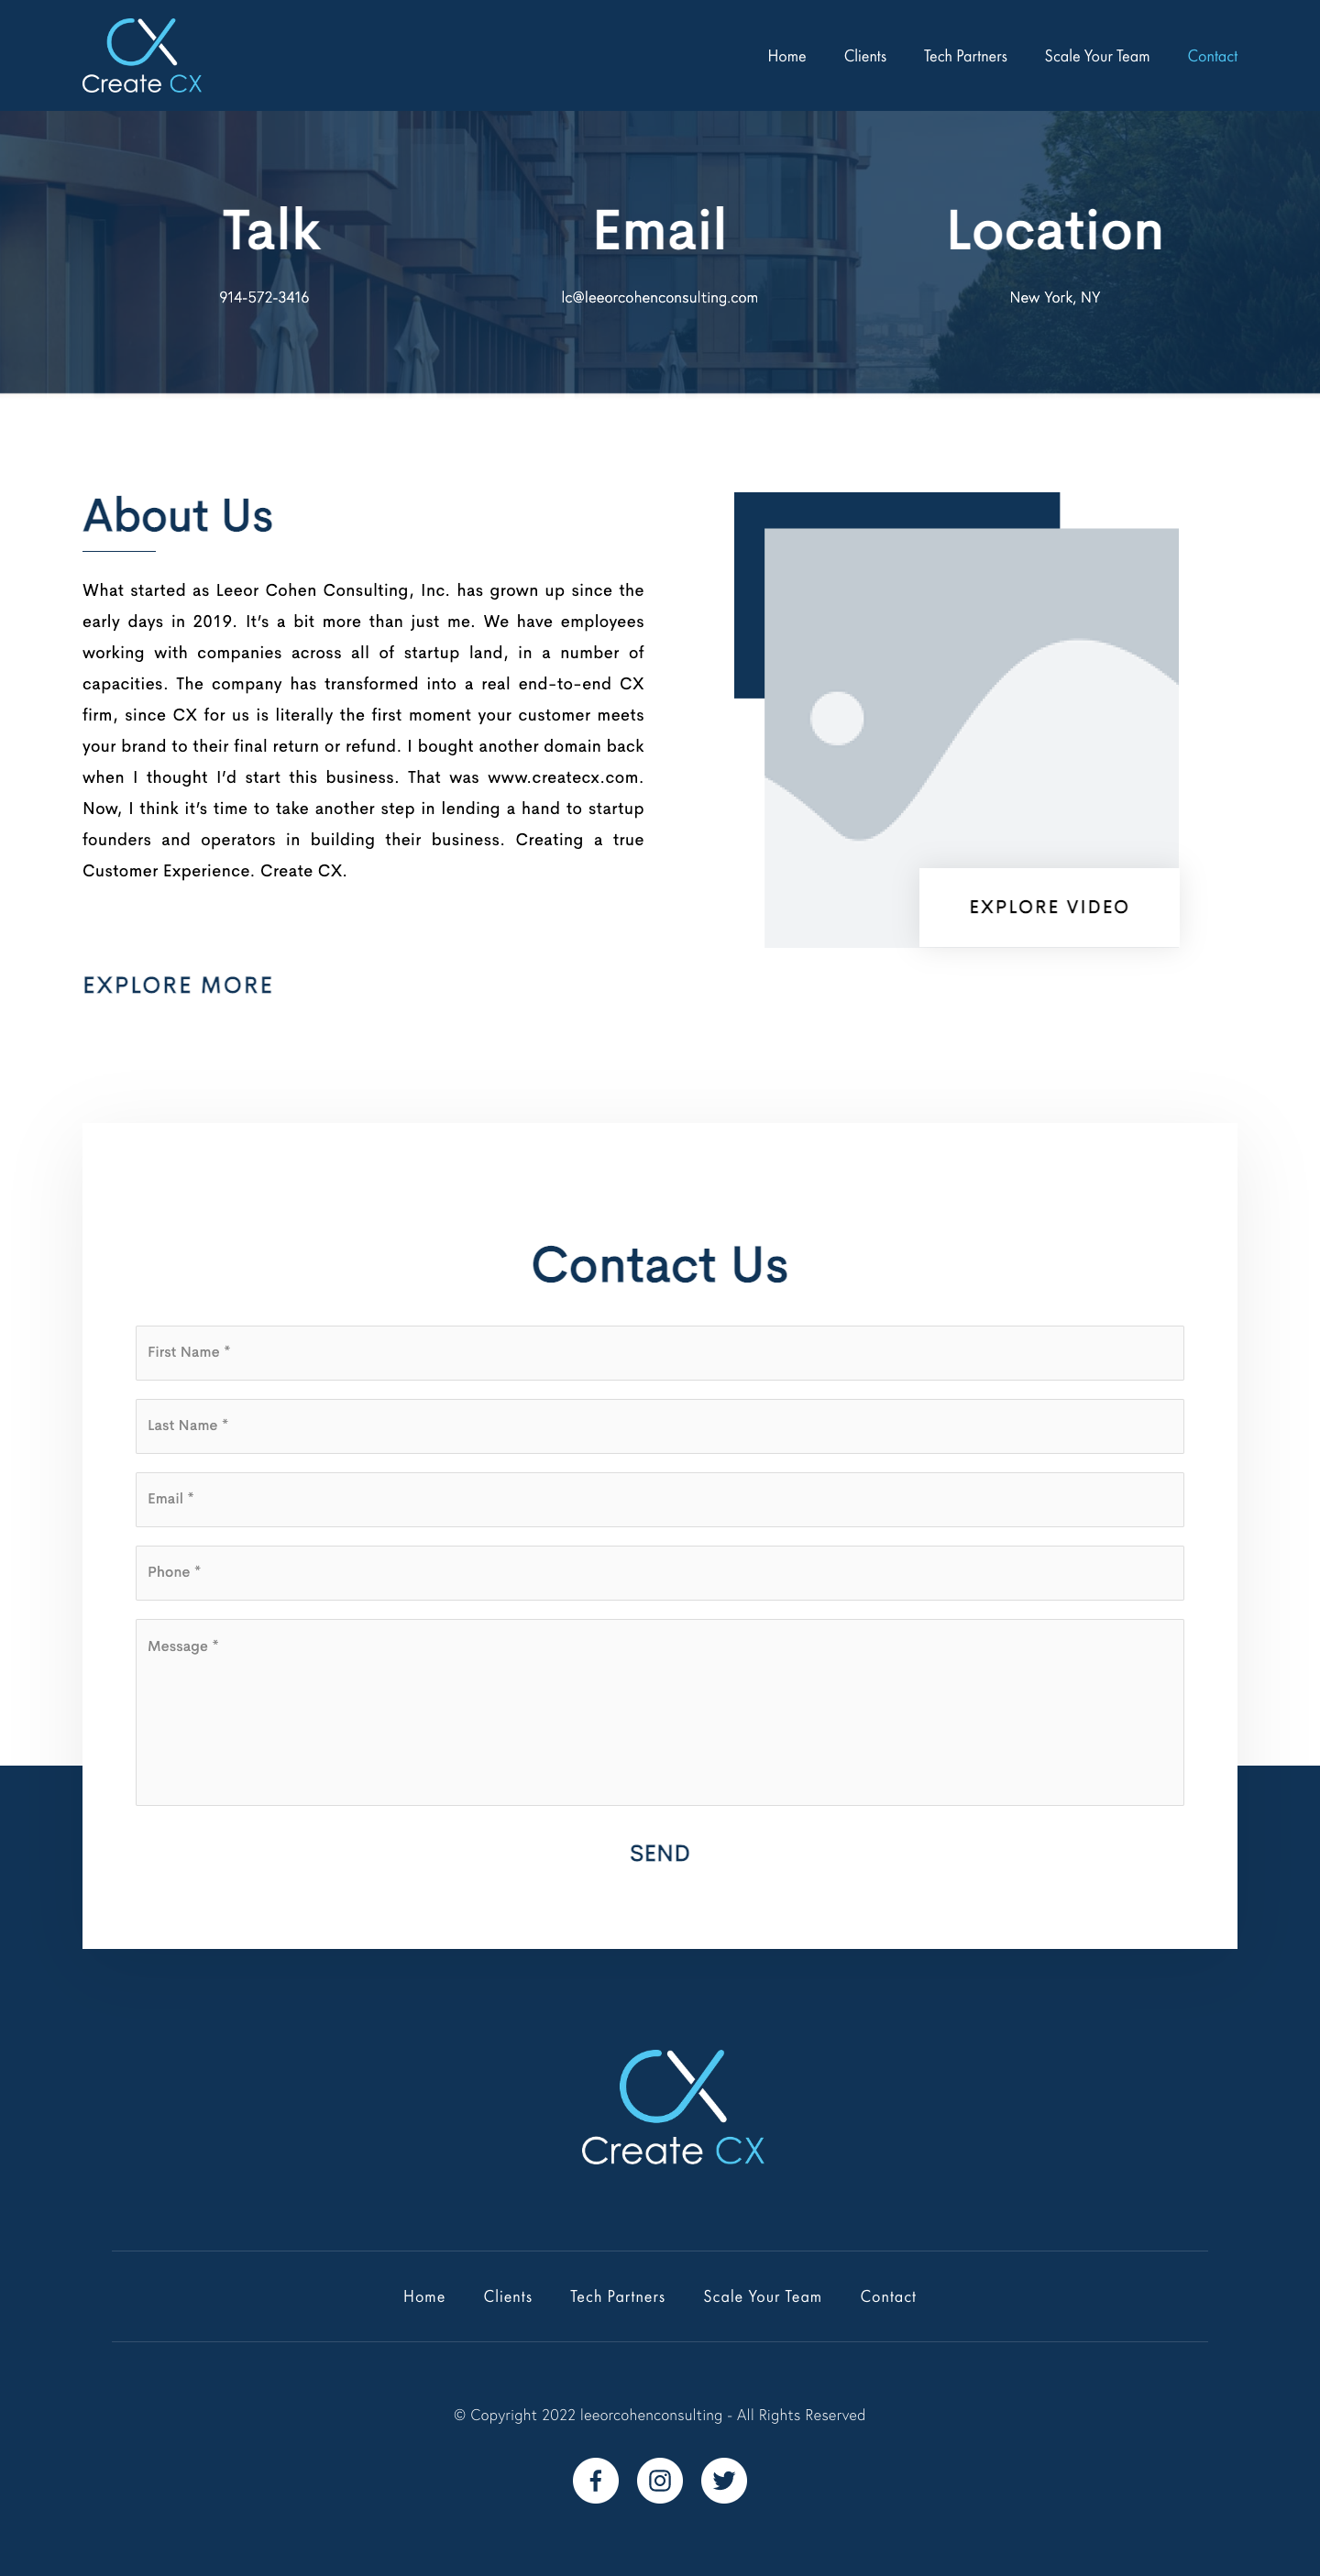 CX
Create CX
Home Clients Tech Partners Scale Your Team Contact
Talk
914-572-3416
Email
lc@leeorcohenconsulting.com
Location
New York, NY
About Us
What started as Leeor Cohen Consulting, Inc. has grown up since the
early days in 2019. It’s a bit more than just me. We have employees
working with companies across all of startup land, in a number of
capacities. The company has transformed into a real end-to-end CX
firm, since CX for us is literally the first moment your customer meets
your brand to their final return or refund. I bought another domain back
when I thought I’d start this business. That was www.createcx.com.
Now, I think it’s time to take another step in lending a hand to startup
founders and operators in building their business. Creating a true
Customer Experience. Create CX.
EXPLORE VIDEO
EXPLORE MORE
Contact Us
First Name *
Last Name *
Email *
Phone *
Message *
SEND
CX
Create CX
Home Clients Tech Partners Scale Your Team Contact
© Copyright 2022 leeorcohenconsulting - All Rights Reserved